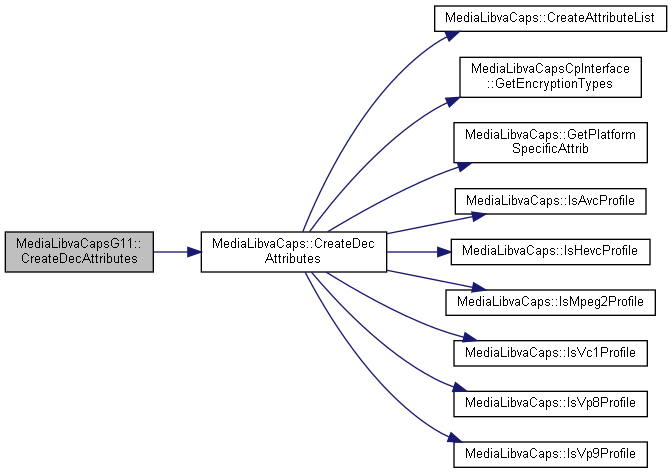 MediaLibvaCapsG11::
CreateDecAttributes
MediaLibvaCaps::CreateDec
Attributes
MediaLibvaCaps::CreateAttributeList
MediaLibvaCapsCpInterface
::GetEncryptionTypes
MediaLibvaCaps::GetPlatform
SpecificAttrib
MediaLibvaCaps::IsAvcProfile
MediaLibvaCaps::IsHevcProfile
MediaLibvaCaps::IsMpeg2Profile
MediaLibvaCaps::IsVc1Profile
MediaLibvaCaps::IsVp8Profile
MediaLibvaCaps::IsVp9Profile